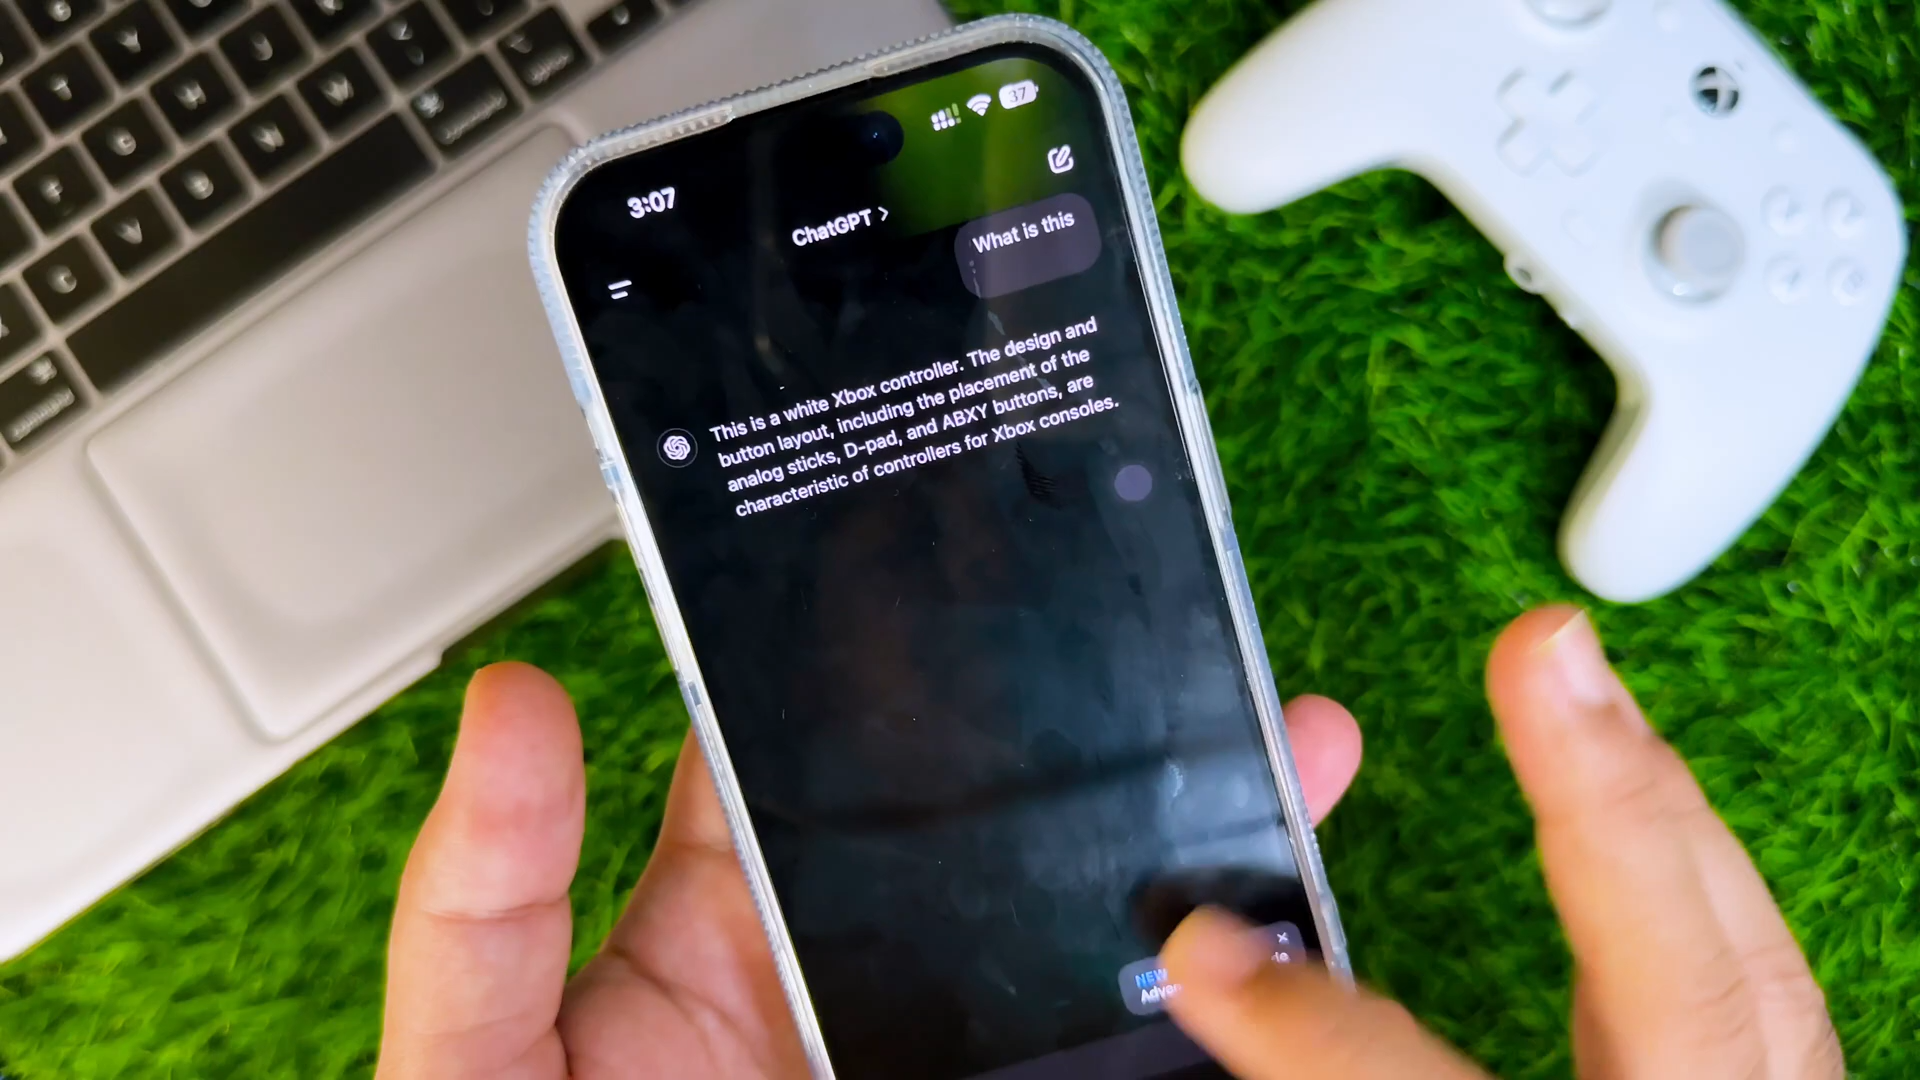 37
3:07
ChatGPT >
What is this
This is a white Xbox controller. The design and
button layout, including the placement of the
analog sticks, D-pad, and ABXY buttons, are
characteristic of controllers for Xbox consoles.
NEW